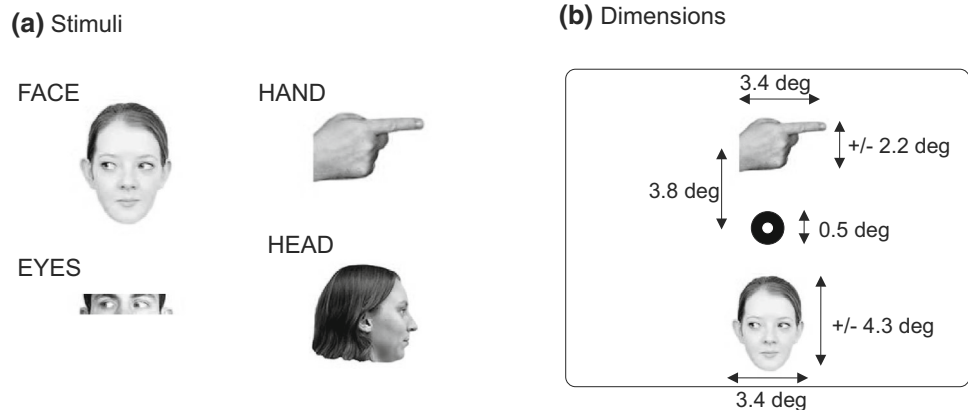 (a) Stimuli
FACE
HAND
EYES
HEAD
(b) Dimensions
3.4 deg
+/- 2.2 deg
3.8 deg
0.5 deg
+/- 4.3 deg
3.4 deg